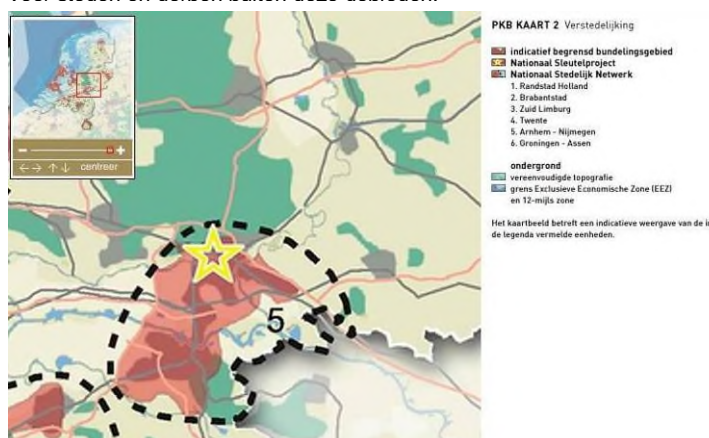 PKB KAART 2 Verstedelijking
indicatief begrensd bundelingsgebied
Nationaal Sleutelproject
Nationaal Stedelijk Netwerk
1. Randstad Holland
2. Brabantstad
3. Zuid Limburg
4. Twente
5. Arnhem - Nijmegen
6. Groningen - Assen
ondergrond
vereenvoudigde topografie
grens Exclusieve Economische Zone (EEZ)
en 12-mijls zone
Het kaartbeeld betreft een indicatieve weergave van de
de legenda vermelde eenheden.
centreer
5